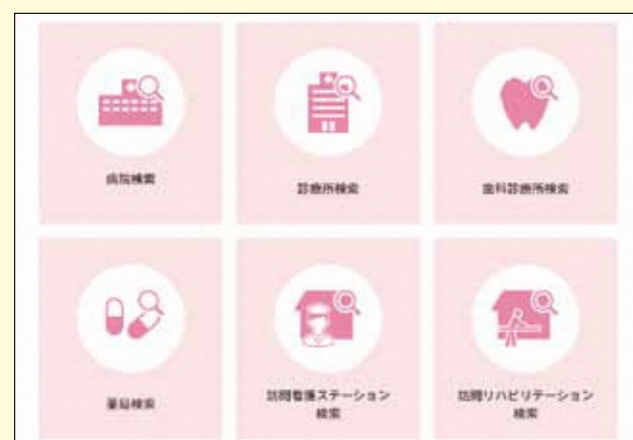 病院検索
診療所検索
歯科診療所検索
薬局検索
訪問看護ステーション
検索
訪問リハビリテーション
検索